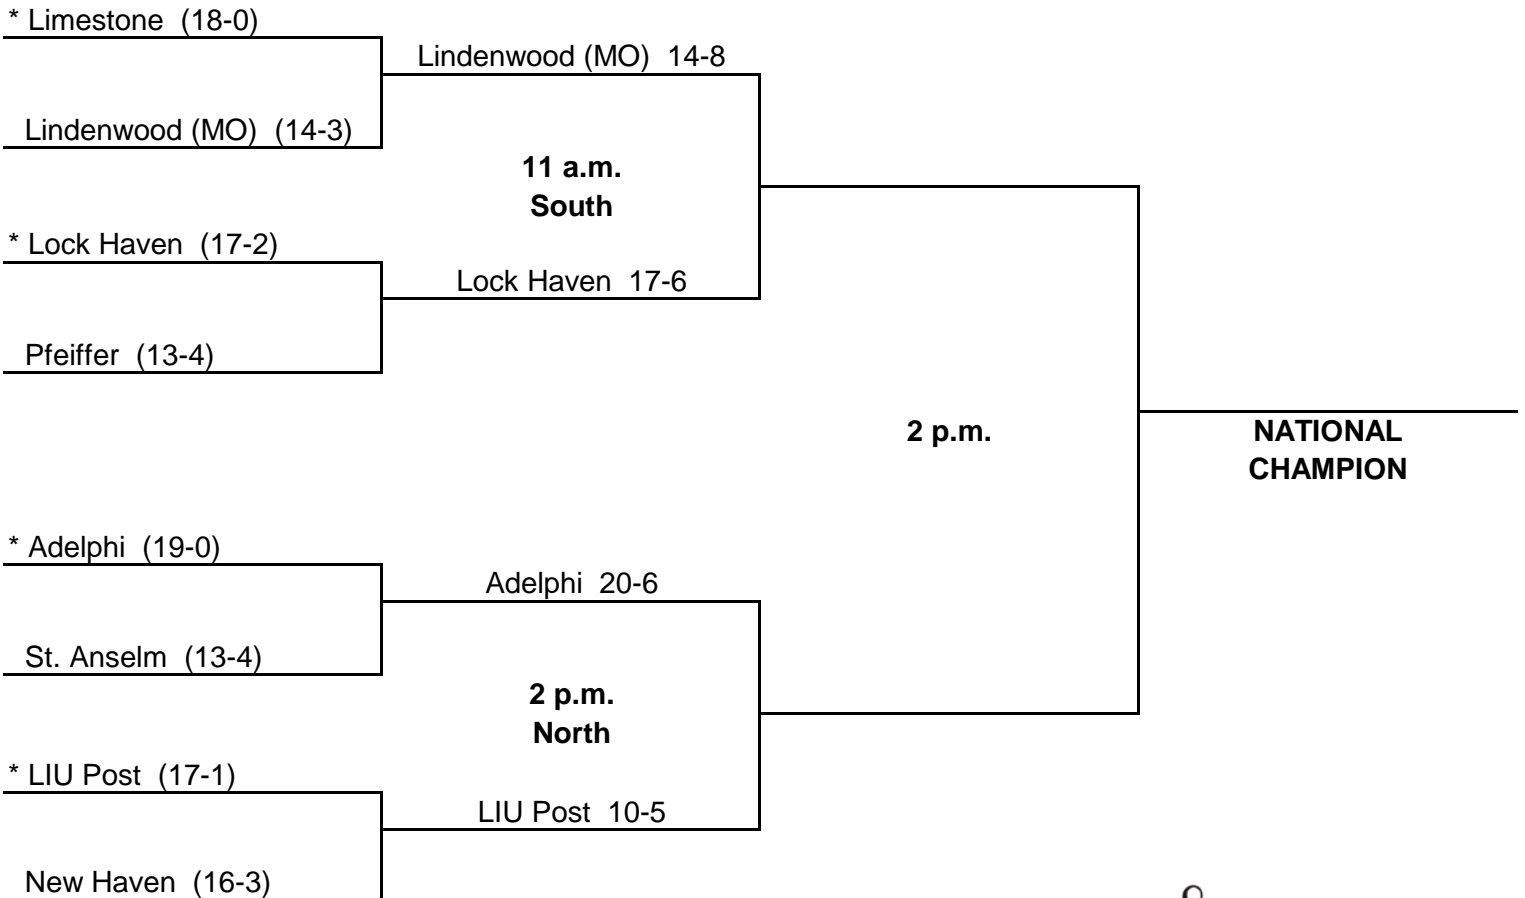 * Limestone (18-0)
Lindenwood (MO) 14-8
Lindenwood (MO) (14-3)
11 a.m.
South
* Lock Haven (17-2)
Lock Haven 17-6
Pfeiffer (13-4)
2 p.m.
NATIONAL
CHAMPION
* Adelphi (19-0)
Adelphi 20-6
St. Anselm (13-4)
2 p.m.
North
* LIU Post (17-1)
LIU Post 10-5
New Haven (16-3)